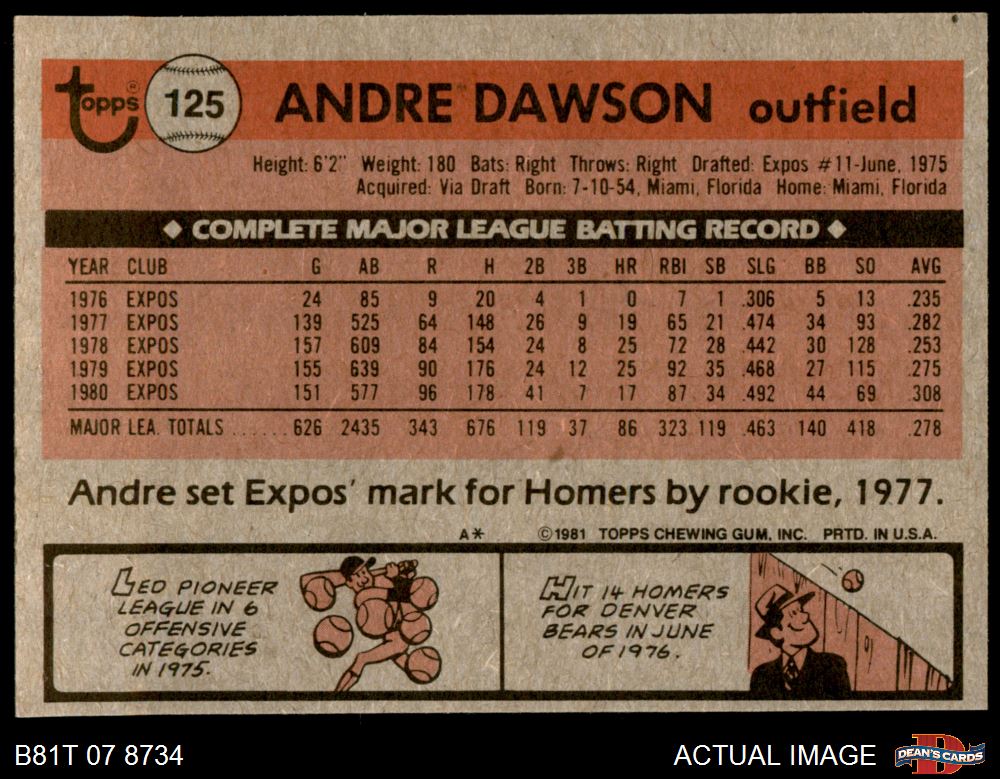 Topps ® 125 ANDRE DAWSON outfield
Height: 6'2" Weight: 180 Bats: Right Throws: Right Drafted: Expos #11-June, 1975
Acquired: Via Draft Born: 7-10-54, Miami, Florida Home: Miami, Florida
◆ COMPLETE MAJOR LEAGUE BATTING RECORD ◆
YEAR CLUB G AB R H 2B 3B HR RBI SB SLG BB SO AVG
1976 EXPOS 24 85 9 20 4 1 0 7 1 .306 5 13 .235
1977 EXPOS 139 525 64 148 26 9 19 65 21 .474 34 93 .282
1978 EXPOS 157 609 84 154 24 8 25 72 28 .442 30 128 .253
1979 EXPOS 155 639 90 176 24 12 25 92 35 .468 27 115 .275
1980 EXPOS 151 577 96 178 41 7 17 87 34 .492 44 69 .308
MAJOR LEA. TOTALS ...... 626 2435 343 676 119 37 86 323 119 .463 140 418 .278
Andre set Expos' mark for Homers by rookie, 1977.
A* ©1981 TOPPS CHEWING GUM, INC. PRTD. IN U.S.A.
LED PIONEER
LEAGUE IN 6
OFFENSIVE
CATEGORIES
IN 1975.
HIT 14 HOMERS
FOR DENVER
BEARS IN JUNE
OF 1976.
B81T 07 8734 ACTUAL IMAGE D DEAN'S CARDS